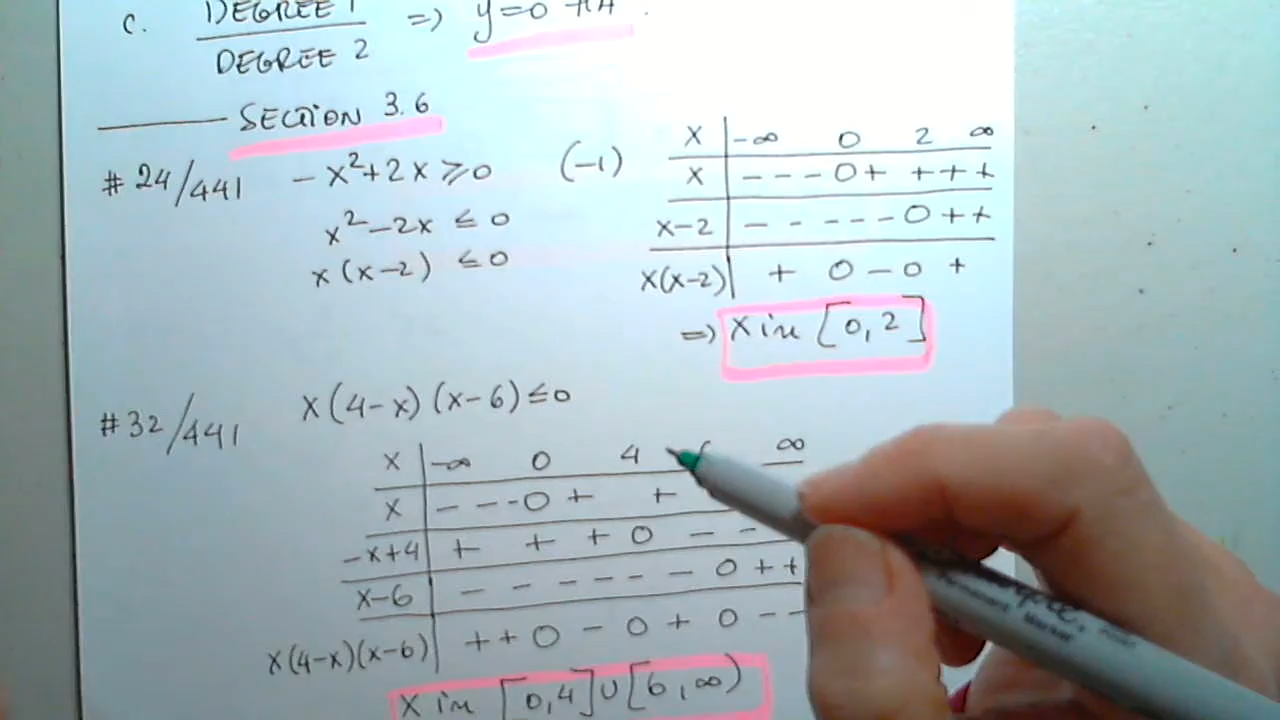 C. DEGREE 1 => y=0 HA.
DEGREE 2
SECTION 3.6
#24/441 -x²+2x ≥ 0 (-1)
x²-2x ≤ 0
x(x-2) ≤ 0
x | -∞ 0 2 ∞
x | - - - 0 + + + +
x-2 | - - - - - 0 + +
x(x-2) | + 0 - 0 +
=> x in [0,2]
#32/441 x(4-x)(x-6) ≤ 0
x | -∞ 0 4 ∞
x | - - - 0 + +
-x+4 | + + + 0 - -
x-6 | - - - - - - 0 + +
x(4-x)(x-6) | + + 0 - 0 + 0 - -
x in [0,4] U [6,∞)
Permanent Marker